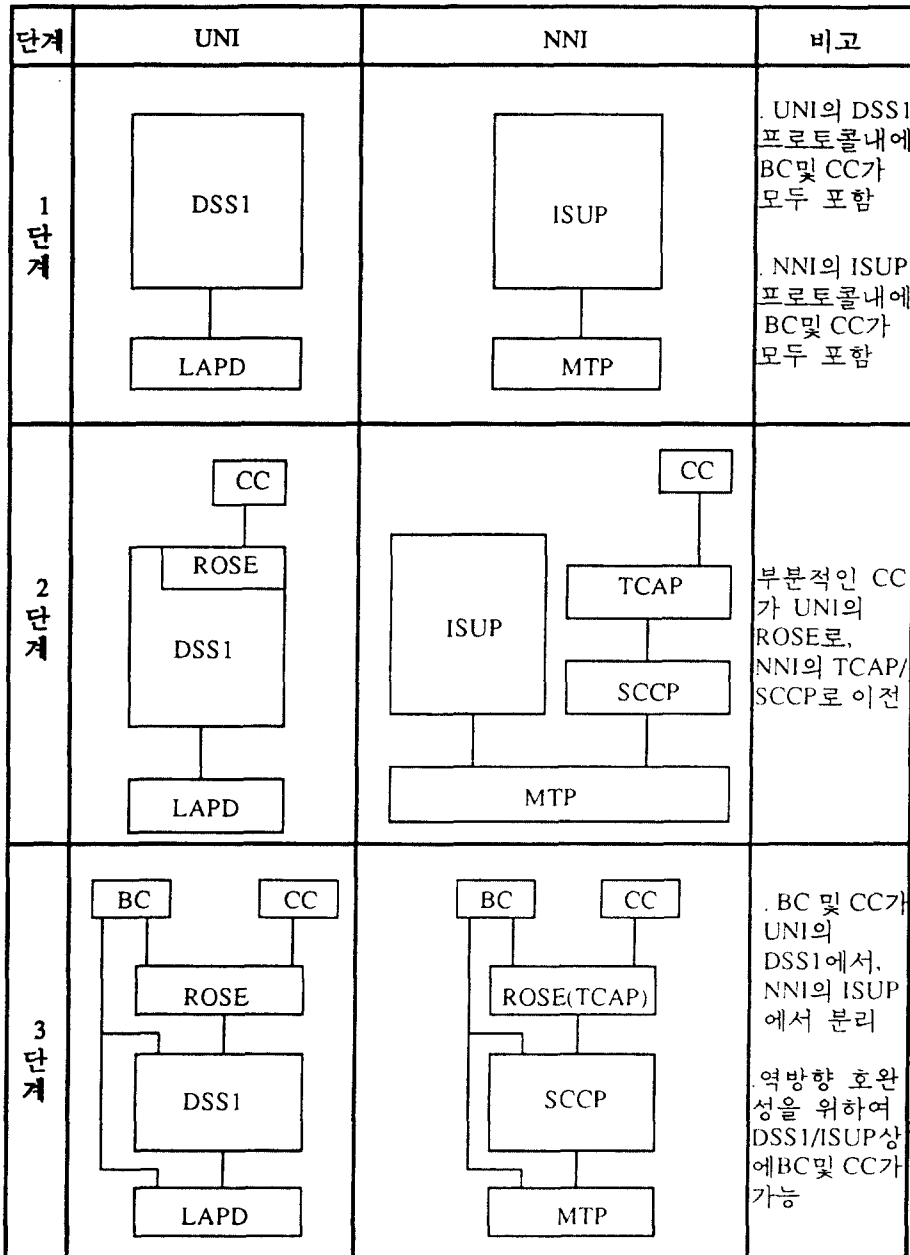 단계
UNI
NNI
비고
1
단
계
DSS1
LAPD
ISUP
MTP
. UNI의 DSS1
프로토콜내에
BC및 CC가
모두 포함
. NNI의 ISUP
프로토콜내에
BC및 CC가
모두 포함
2
단
계
CC
ROSE
DSS1
LAPD
CC
ISUP
TCAP
SCCP
MTP
부분적인 CC
가 UNI의
ROSE로,
NNI의 TCAP/
SCCP로 이전
3
단
계
BC
CC
ROSE
DSS1
LAPD
BC
CC
ROSE(TCAP)
SCCP
MTP
. BC 및 CC가
UNI의
DSS1에서,
NNI의 ISUP
에서 분리
.역방향 호완
성을 위하여
DSS1/ISUP상
에BC및 CC가
가능